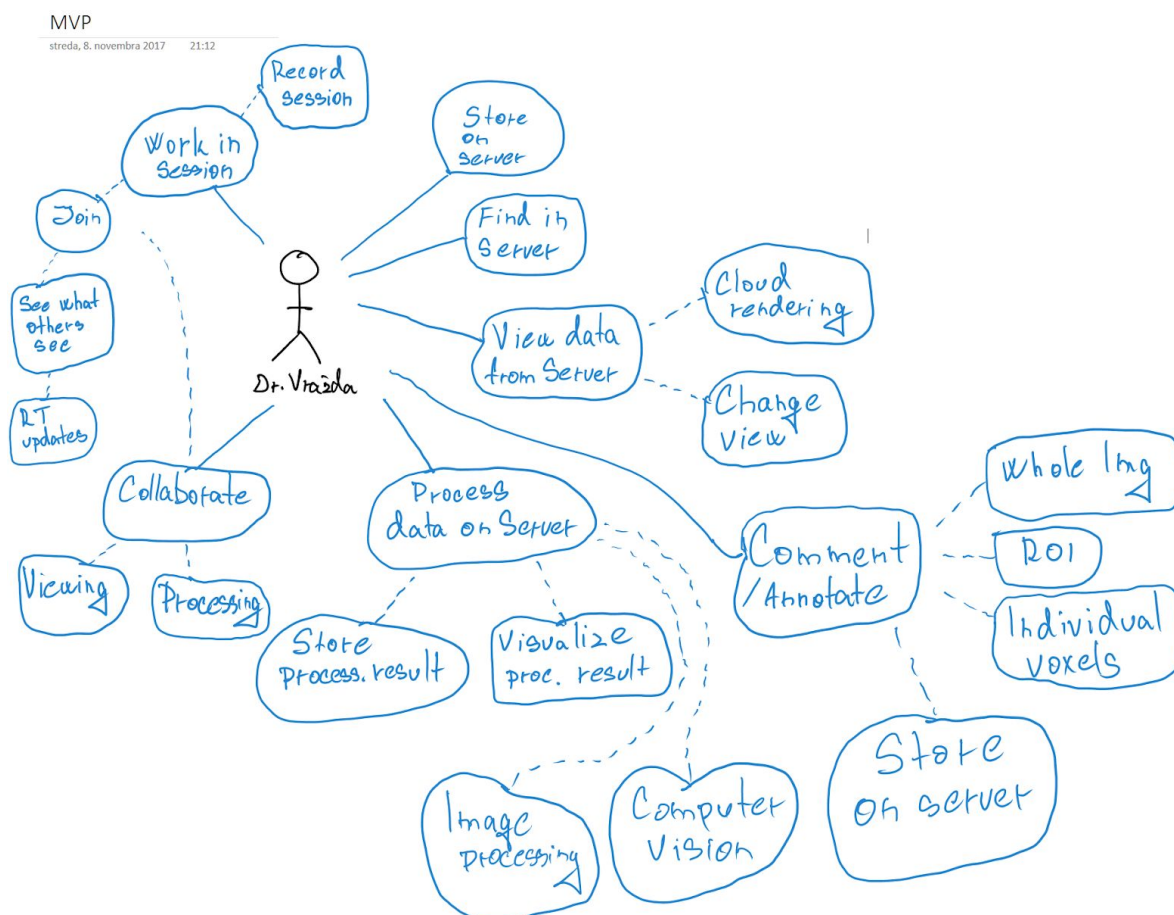 MVP
streda, 8. novembra 2017 21:12
Record
session
Work in
session
Store
on
server
Join
Find in
Server
Cloud
rendering
See what
others
see
View data
from Server
Dr. Vražda
Change
view
RT
updates
Collaborate
Process
data on Server
Whole Img
Comment
/Annotate
ROI
Viewing
Processing
Individual
voxels
Store
Process. result
Visualize
proc. result
Store
on server
Image
processing
Computer
Vision